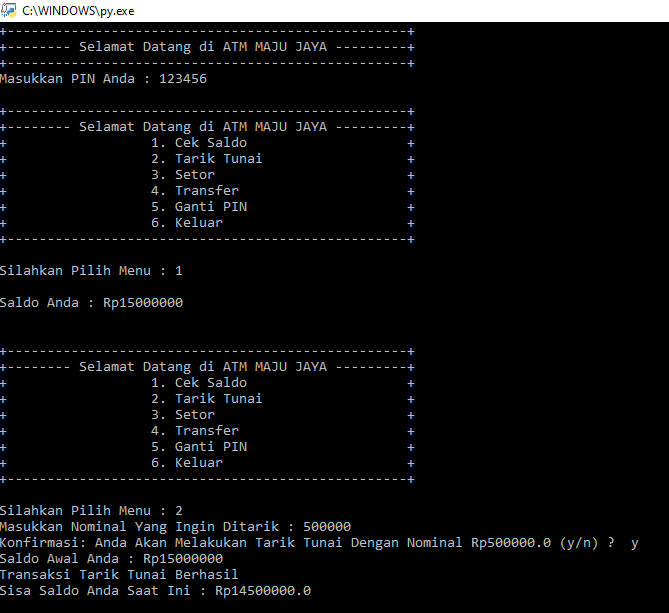 C:\WINDOWS\py.exe
+--------------------------------------------------+
+-------- Selamat Datang di ATM MAJU JAYA ---------+
+--------------------------------------------------+
Masukkan PIN Anda : 123456
+--------------------------------------------------+
+-------- Selamat Datang di ATM MAJU JAYA ---------+
+                  1. Cek Saldo                    +
+                  2. Tarik Tunai                  +
+                  3. Setor                        +
+                  4. Transfer                     +
+                  5. Ganti PIN                    +
+                  6. Keluar                       +
+--------------------------------------------------+
Silahkan Pilih Menu : 1
Saldo Anda : Rp15000000
+--------------------------------------------------+
+-------- Selamat Datang di ATM MAJU JAYA ---------+
+                  1. Cek Saldo                    +
+                  2. Tarik Tunai                  +
+                  3. Setor                        +
+                  4. Transfer                     +
+                  5. Ganti PIN                    +
+                  6. Keluar                       +
+--------------------------------------------------+
Silahkan Pilih Menu : 2
Masukkan Nominal Yang Ingin Ditarik : 500000
Konfirmasi: Anda Akan Melakukan Tarik Tunai Dengan Nominal Rp500000.0 (y/n) ?  y
Saldo Awal Anda : Rp15000000
Transaksi Tarik Tunai Berhasil
Sisa Saldo Anda Saat Ini : Rp14500000.0